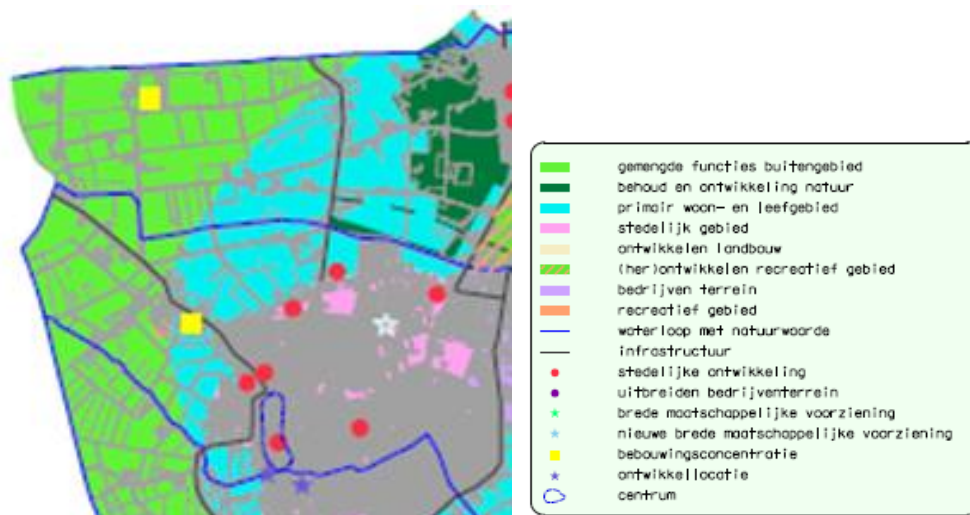 gemengde functies buitengebied
behoud en ontwikkeling natuur
primair woon- en leefgebied
stedelijk gebied
ontwikkelen landbouw
(her)ontwikkelen recreatief gebied
bedrijven terrein
recreatief gebied
waterloop met natuurwaarde
infrastructuur
stedelijke ontwikkeling
uitbreiden bedrijventerrein
brede maatschappelijke voorziening
nieuwe brede maatschappelijke voorziening
bebouwingsconcentratie
ontwikkellocatie
centrum